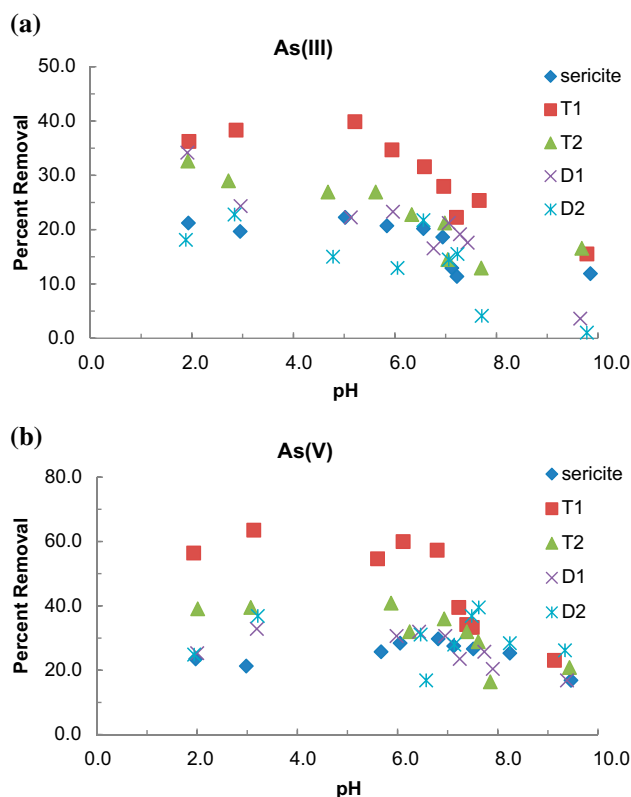 (a)
As(III)
50.0
40.0
30.0
20.0
10.0
0.0
Percent Removal
0.0 2.0 4.0 6.0 8.0 10.0
pH
sericite
T1
T2
D1
D2
(b)
As(V)
80.0
60.0
40.0
20.0
0.0
Percent Removal
0.0 2.0 4.0 6.0 8.0 10.0
pH
sericite
T1
T2
D1
D2